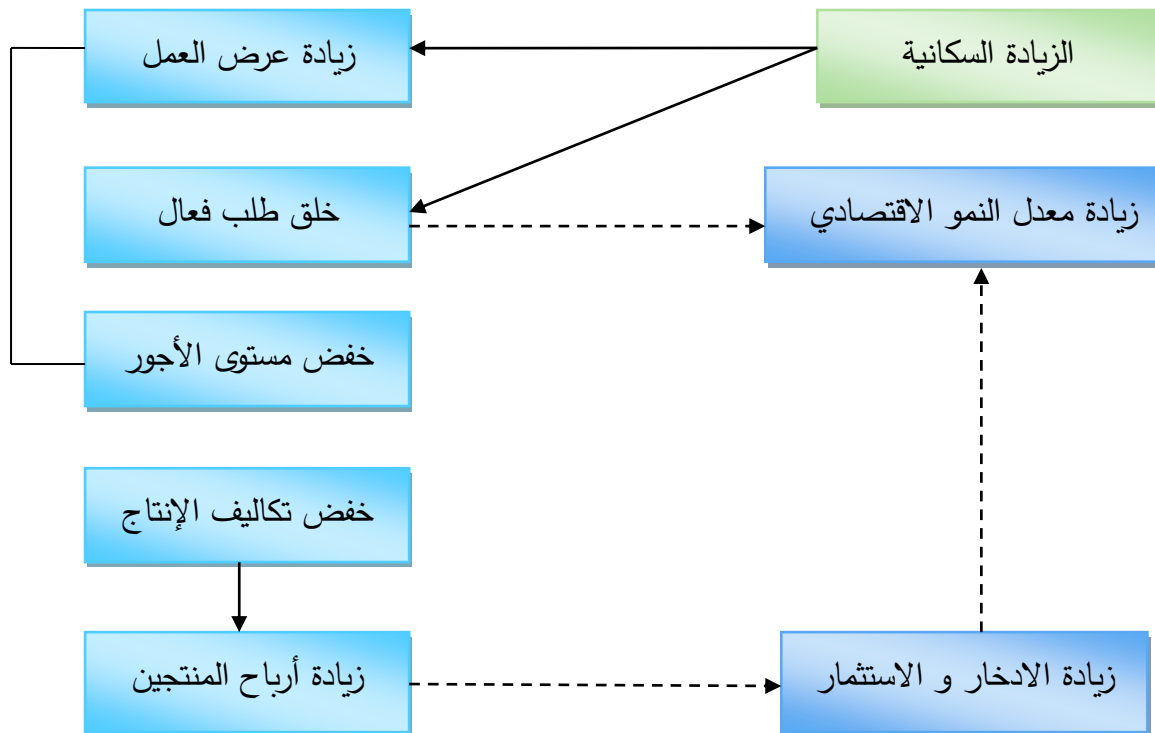 الزيادة السكانية
زيادة عرض العمل
خلق طلب فعال
زيادة معدل النمو الاقتصادي
خفض مستوى الأجور
خفض تكاليف الإنتاج
زيادة أرباح المنتجين
زيادة الادخار و الاستثمار